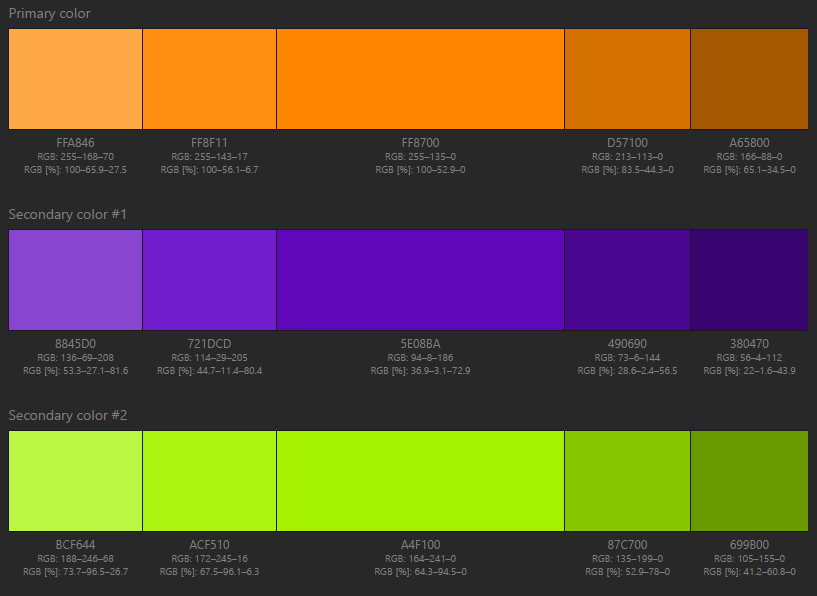 Primary color
FFA846 FF8F11 FF8700 D57100 A65800
RGB: 255–168–70 RGB: 255–143–17 RGB: 255–135–0 RGB: 213–113–0 RGB: 166–88–0
RGB [%]: 100–65.9–27.5 RGB [%]: 100–56.1–6.7 RGB [%]: 100–52.9–0 RGB [%]: 83.5–44.3–0 RGB [%]: 65.1–34.5–0
Secondary color #1
8845D0 721DCD 5E08BA 490690 380470
RGB: 136–69–208 RGB: 114–29–205 RGB: 94–8–186 RGB: 73–6–144 RGB: 56–4–112
RGB [%]: 53.3–27.1–81.6 RGB [%]: 44.7–11.4–80.4 RGB [%]: 36.9–3.1–72.9 RGB [%]: 28.6–2.4–56.5 RGB [%]: 22–1.6–43.9
Secondary color #2
BCF644 ACF510 A4F100 87C700 699B00
RGB: 188–246–68 RGB: 172–245–16 RGB: 164–241–0 RGB: 135–199–0 RGB: 105–155–0
RGB [%]: 73.7–96.5–26.7 RGB [%]: 67.5–96.1–6.3 RGB [%]: 64.3–94.5–0 RGB [%]: 52.9–78–0 RGB [%]: 41.2–60.8–0